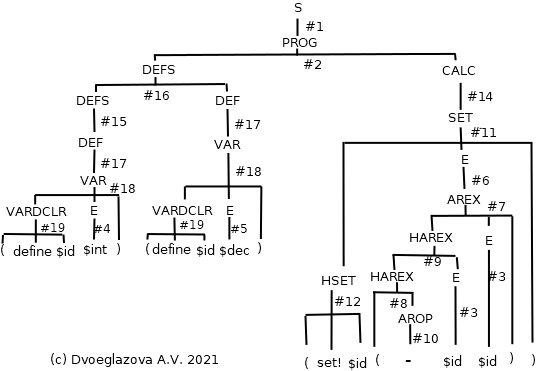 S
#1
PROG
#2
DEFS
CALC
#16
#14
DEFS
DEF
SET
#15
#17
#11
DEF
VAR
E
#17
#18
#6
VAR
AREX
#18
#7
VARDCLR
E
VARDCLR
E
HAREX
E
#19
#4
#19
#5
#9
( define $id $int )
( define $id $dec )
HSET
HAREX
E
#3
#12
#8
#3
AROP
#10
( set! $id ( - $id $id ) )
(c) Dvoeglazova A.V. 2021